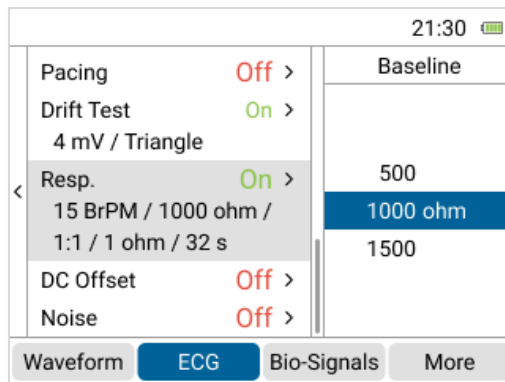 21:30
Pacing Off >
Drift Test On >
4 mV / Triangle
Resp. On >
15 BrPM / 1000 ohm /
1:1 / 1 ohm / 32 s
DC Offset Off >
Noise Off >
<
Baseline
500
1000 ohm
1500
Waveform ECG Bio-Signals More